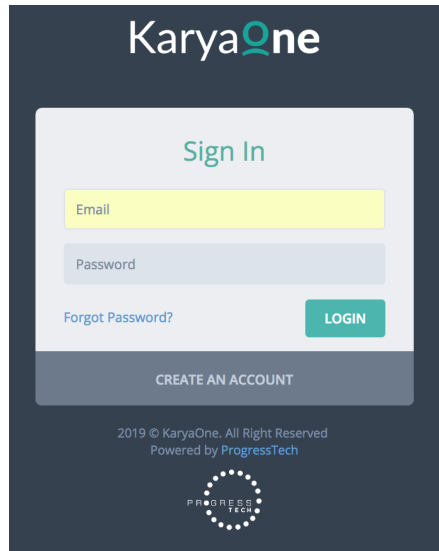 KaryaOne
Sign In
Email
Password
Forgot Password?
LOGIN
CREATE AN ACCOUNT
2019 © KaryaOne. All Right Reserved
Powered by ProgressTech
PROGRESS
TECH